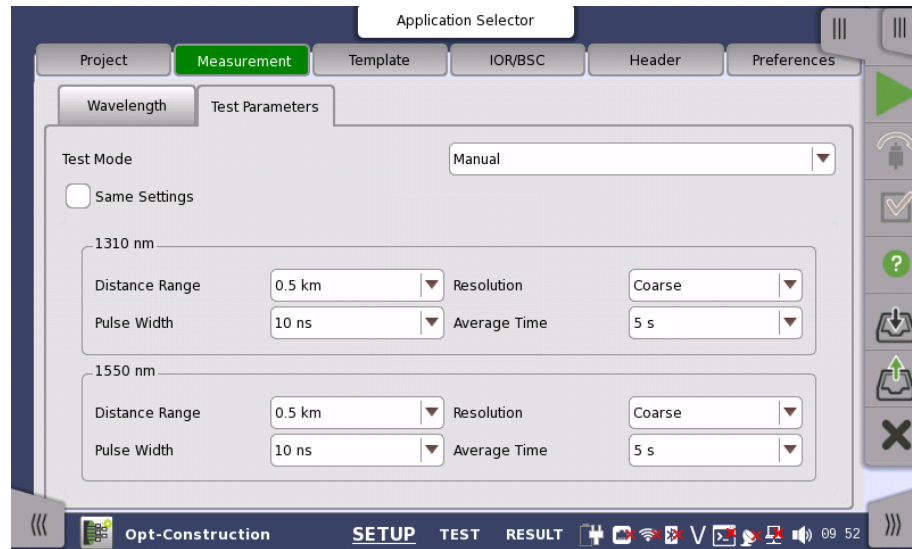 Application Selector
Project Measurement Template IOR/BSC Header Preferences
Wavelength Test Parameters
Test Mode Manual
Same Settings
1310 nm
Distance Range 0.5 km Resolution Coarse
Pulse Width 10 ns Average Time 5 s
1550 nm
Distance Range 0.5 km Resolution Coarse
Pulse Width 10 ns Average Time 5 s
Opt-Construction SETUP TEST RESULT V 09 52